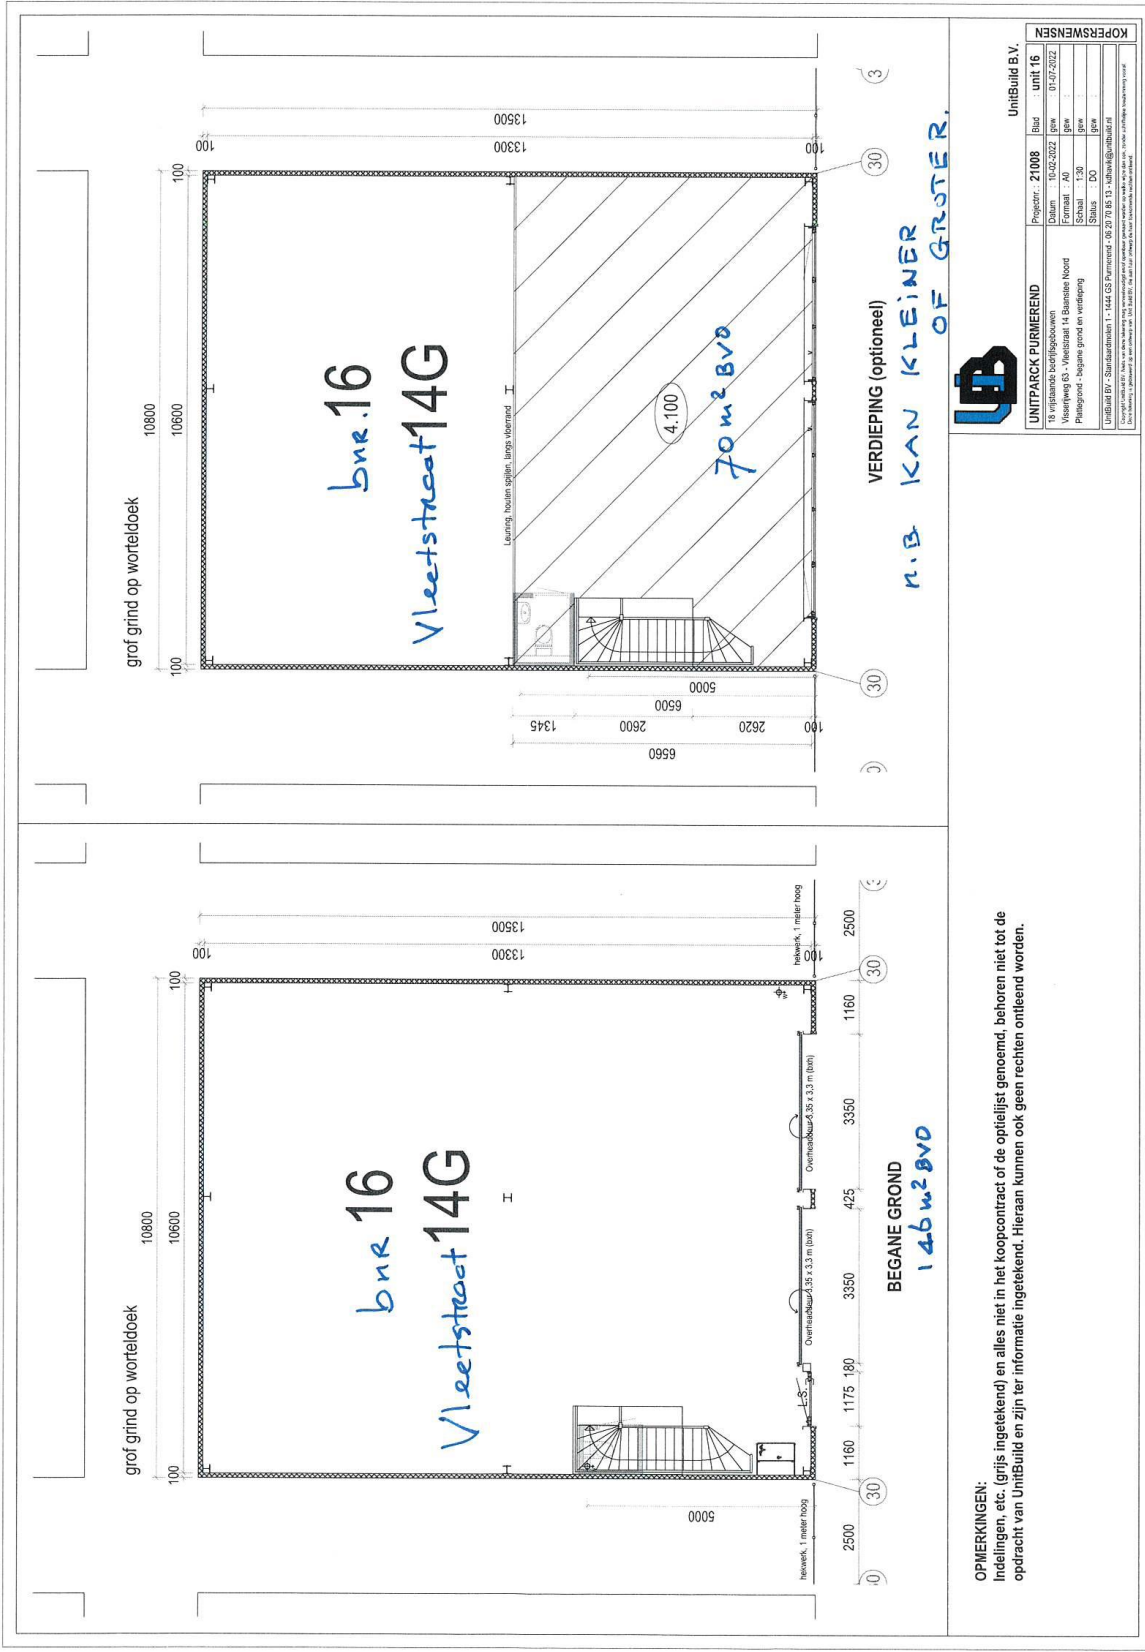 grof grind op worteldoek
10800
100
10600
100
100
13300
13500
bnr 16
Vleetstraat 14G
5000
hekwerk, 1 meter hoog
hekwerk, 1 meter hoog
Overheaddeur 3,35 x 3,3 m (bxh)
Overheaddeur 3,35 x 3,3 m (bxh)
L.S.
100
30
30
2500
1160
1175
180
3350
425
3350
1160
2500
BEGANE GROND
146 m² BVO
grof grind op worteldoek
10800
100
10600
100
100
13300
13500
bnr. 16
Vleetstraat 14G
Leuning, houten spijlen, langs vloerrand
4.100
70 m² BVO
5000
6500
1345
2600
2620
100
6560
100
30
30
3
VERDIEPING (optioneel)
n.B KAN KLEINER
OF GROTER.
OPMERKINGEN:
Indelingen, etc. (grijs ingetekend) en alles niet in het koopcontract of de optielijst genoemd, behoren niet tot de
opdracht van UnitBuild en zijn ter informatie ingetekend. Hieraan kunnen ook geen rechten ontleend worden.
UBB
UnitBuild B.V.
UNITPARCK PURMEREND
Projectnr.: 21008
Blad : unit 16
18 vrijstaande bedrijfsgebouwen
Visserijweg 63 - Vleetstraat 14 Baanstee Noord
Plattegrond - begane grond en verdieping
Datum : 10-02-2022
gew : 01-07-2022
Formaat : A0
gew :
Schaal : 1:30
gew :
Status : DO
gew :
UnitBuild BV - Standaardmolen 1 - 1444 GS Purmerend - 06 20 70 85 13
KOPERSWENSEN